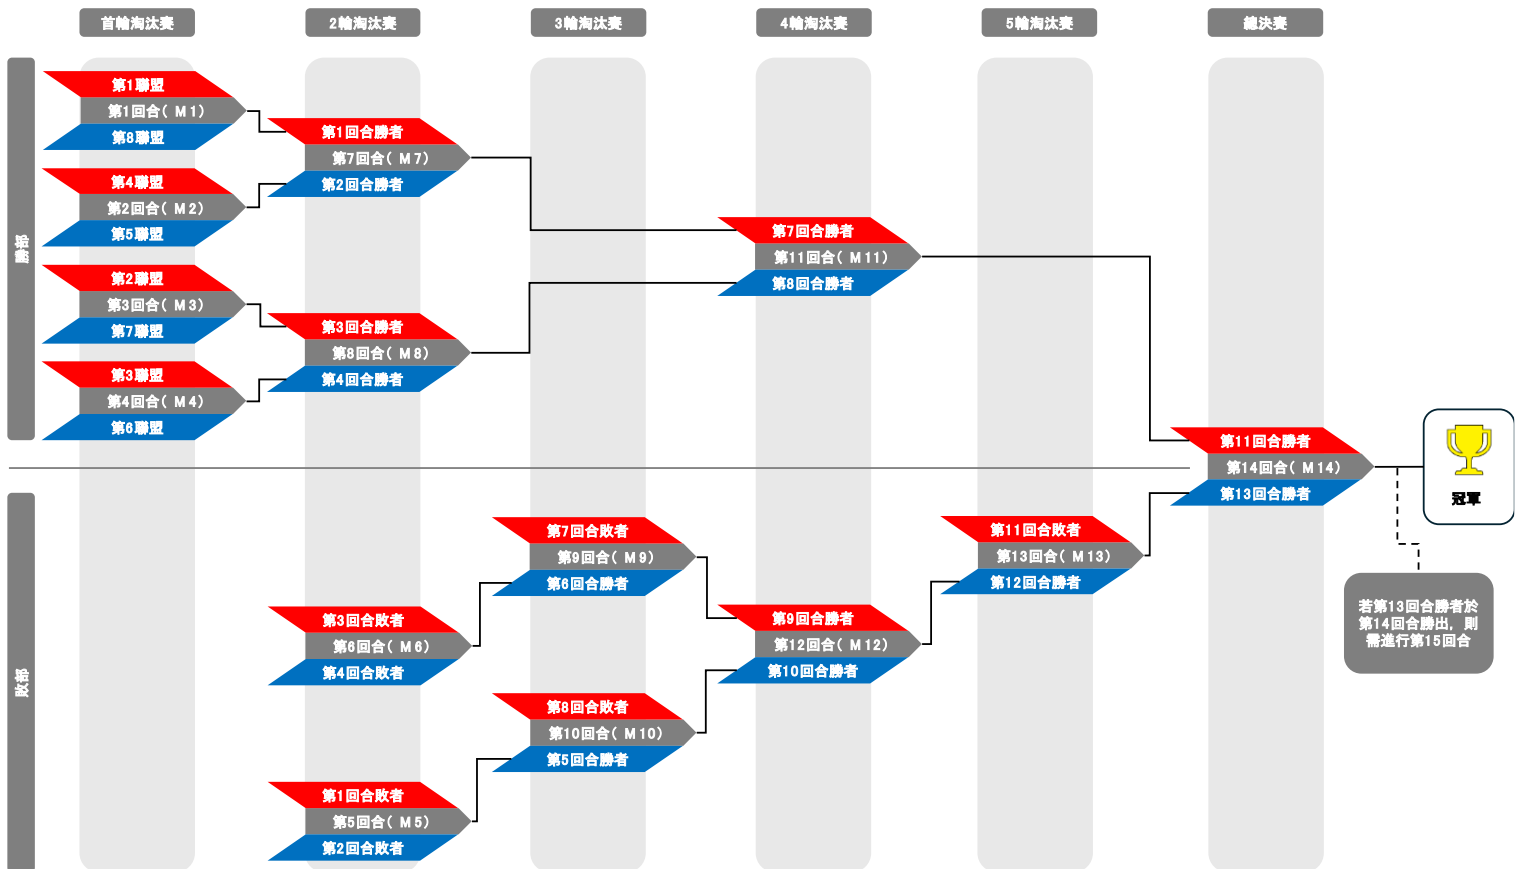 首輪淘汰賽
2輪淘汰賽
3輪淘汰賽
4輪淘汰賽
5輪淘汰賽
總決賽
勝部
第1聯盟
第1回合( M1)
第8聯盟
第4聯盟
第2回合( M2)
第5聯盟
第2聯盟
第3回合( M3)
第7聯盟
第3聯盟
第4回合( M4)
第6聯盟
第1回合勝者
第7回合( M7)
第2回合勝者
第3回合勝者
第8回合( M8)
第4回合勝者
第7回合勝者
第11回合( M11)
第8回合勝者
第11回合勝者
第14回合( M14)
第13回合勝者
冠軍
若第13回合勝者於
第14回合勝出，則
需進行第15回合
敗部
第3回合敗者
第6回合( M6)
第4回合敗者
第1回合敗者
第5回合( M5)
第2回合敗者
第7回合敗者
第9回合( M9)
第6回合勝者
第8回合敗者
第10回合( M10)
第5回合勝者
第9回合勝者
第12回合( M12)
第10回合勝者
第11回合敗者
第13回合( M13)
第12回合勝者